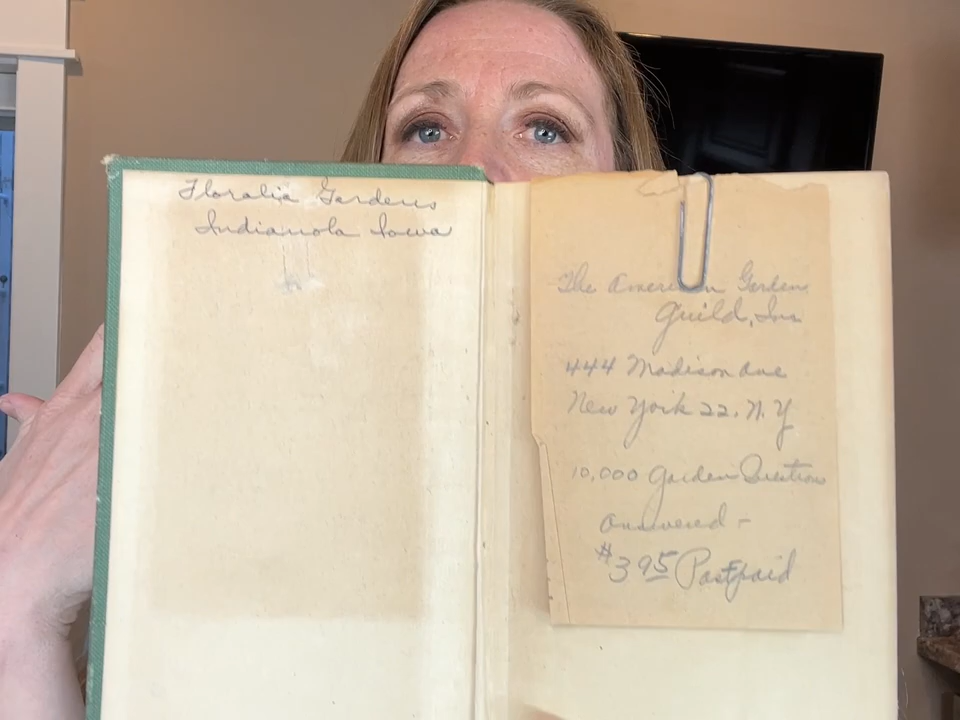 Floralia Gardens
Indianola Iowa
The American Garden
Guild, Inc
444 Madison Ave
New York 22, N.Y
10,000 Garden Questions
answered -
$3.95 Postpaid